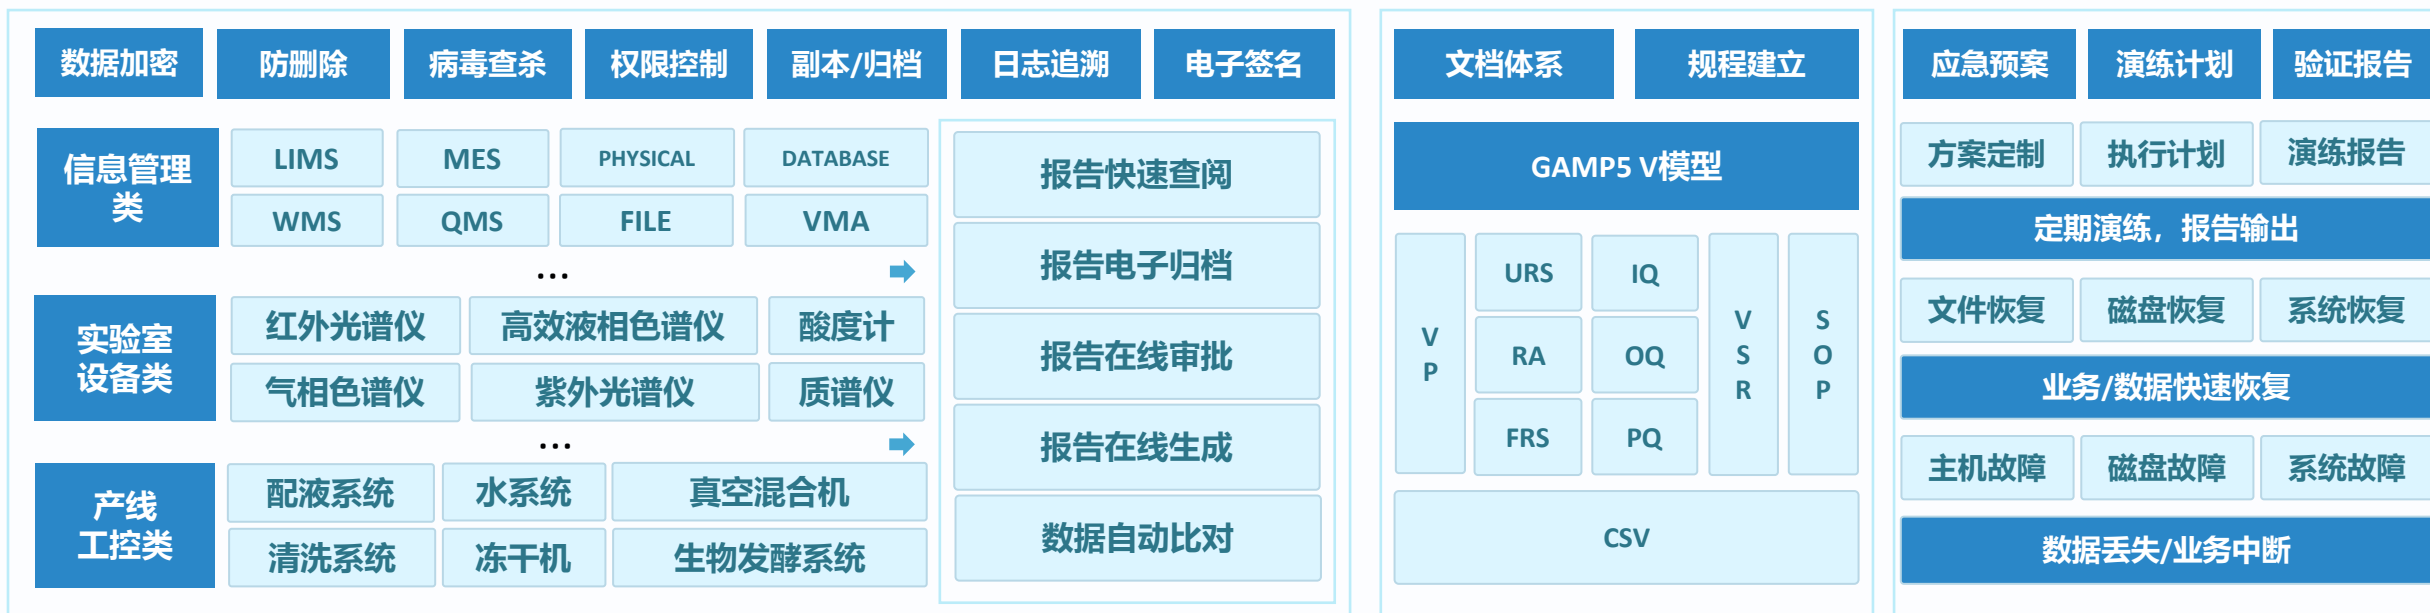 数据加密
防删除
病毒查杀
权限控制
副本/归档
日志追溯
电子签名
信息管理
类
LIMS
MES
PHYSICAL
DATABASE
WMS
QMS
FILE
VMA
...
实验室
设备类
红外光谱仪
高效液相色谱仪
酸度计
气相色谱仪
紫外光谱仪
质谱仪
...
产线
工控类
配液系统
水系统
真空混合机
清洗系统
冻干机
生物发酵系统
报告快速查阅
报告电子归档
报告在线审批
报告在线生成
数据自动比对
文档体系
规程建立
GAMP5 V模型
V
P
URS
IQ
RA
OQ
FRS
PQ
V
S
R
S
O
P
CSV
应急预案
演练计划
验证报告
方案定制
执行计划
演练报告
定期演练，报告输出
文件恢复
磁盘恢复
系统恢复
业务/数据快速恢复
主机故障
磁盘故障
系统故障
数据丢失/业务中断